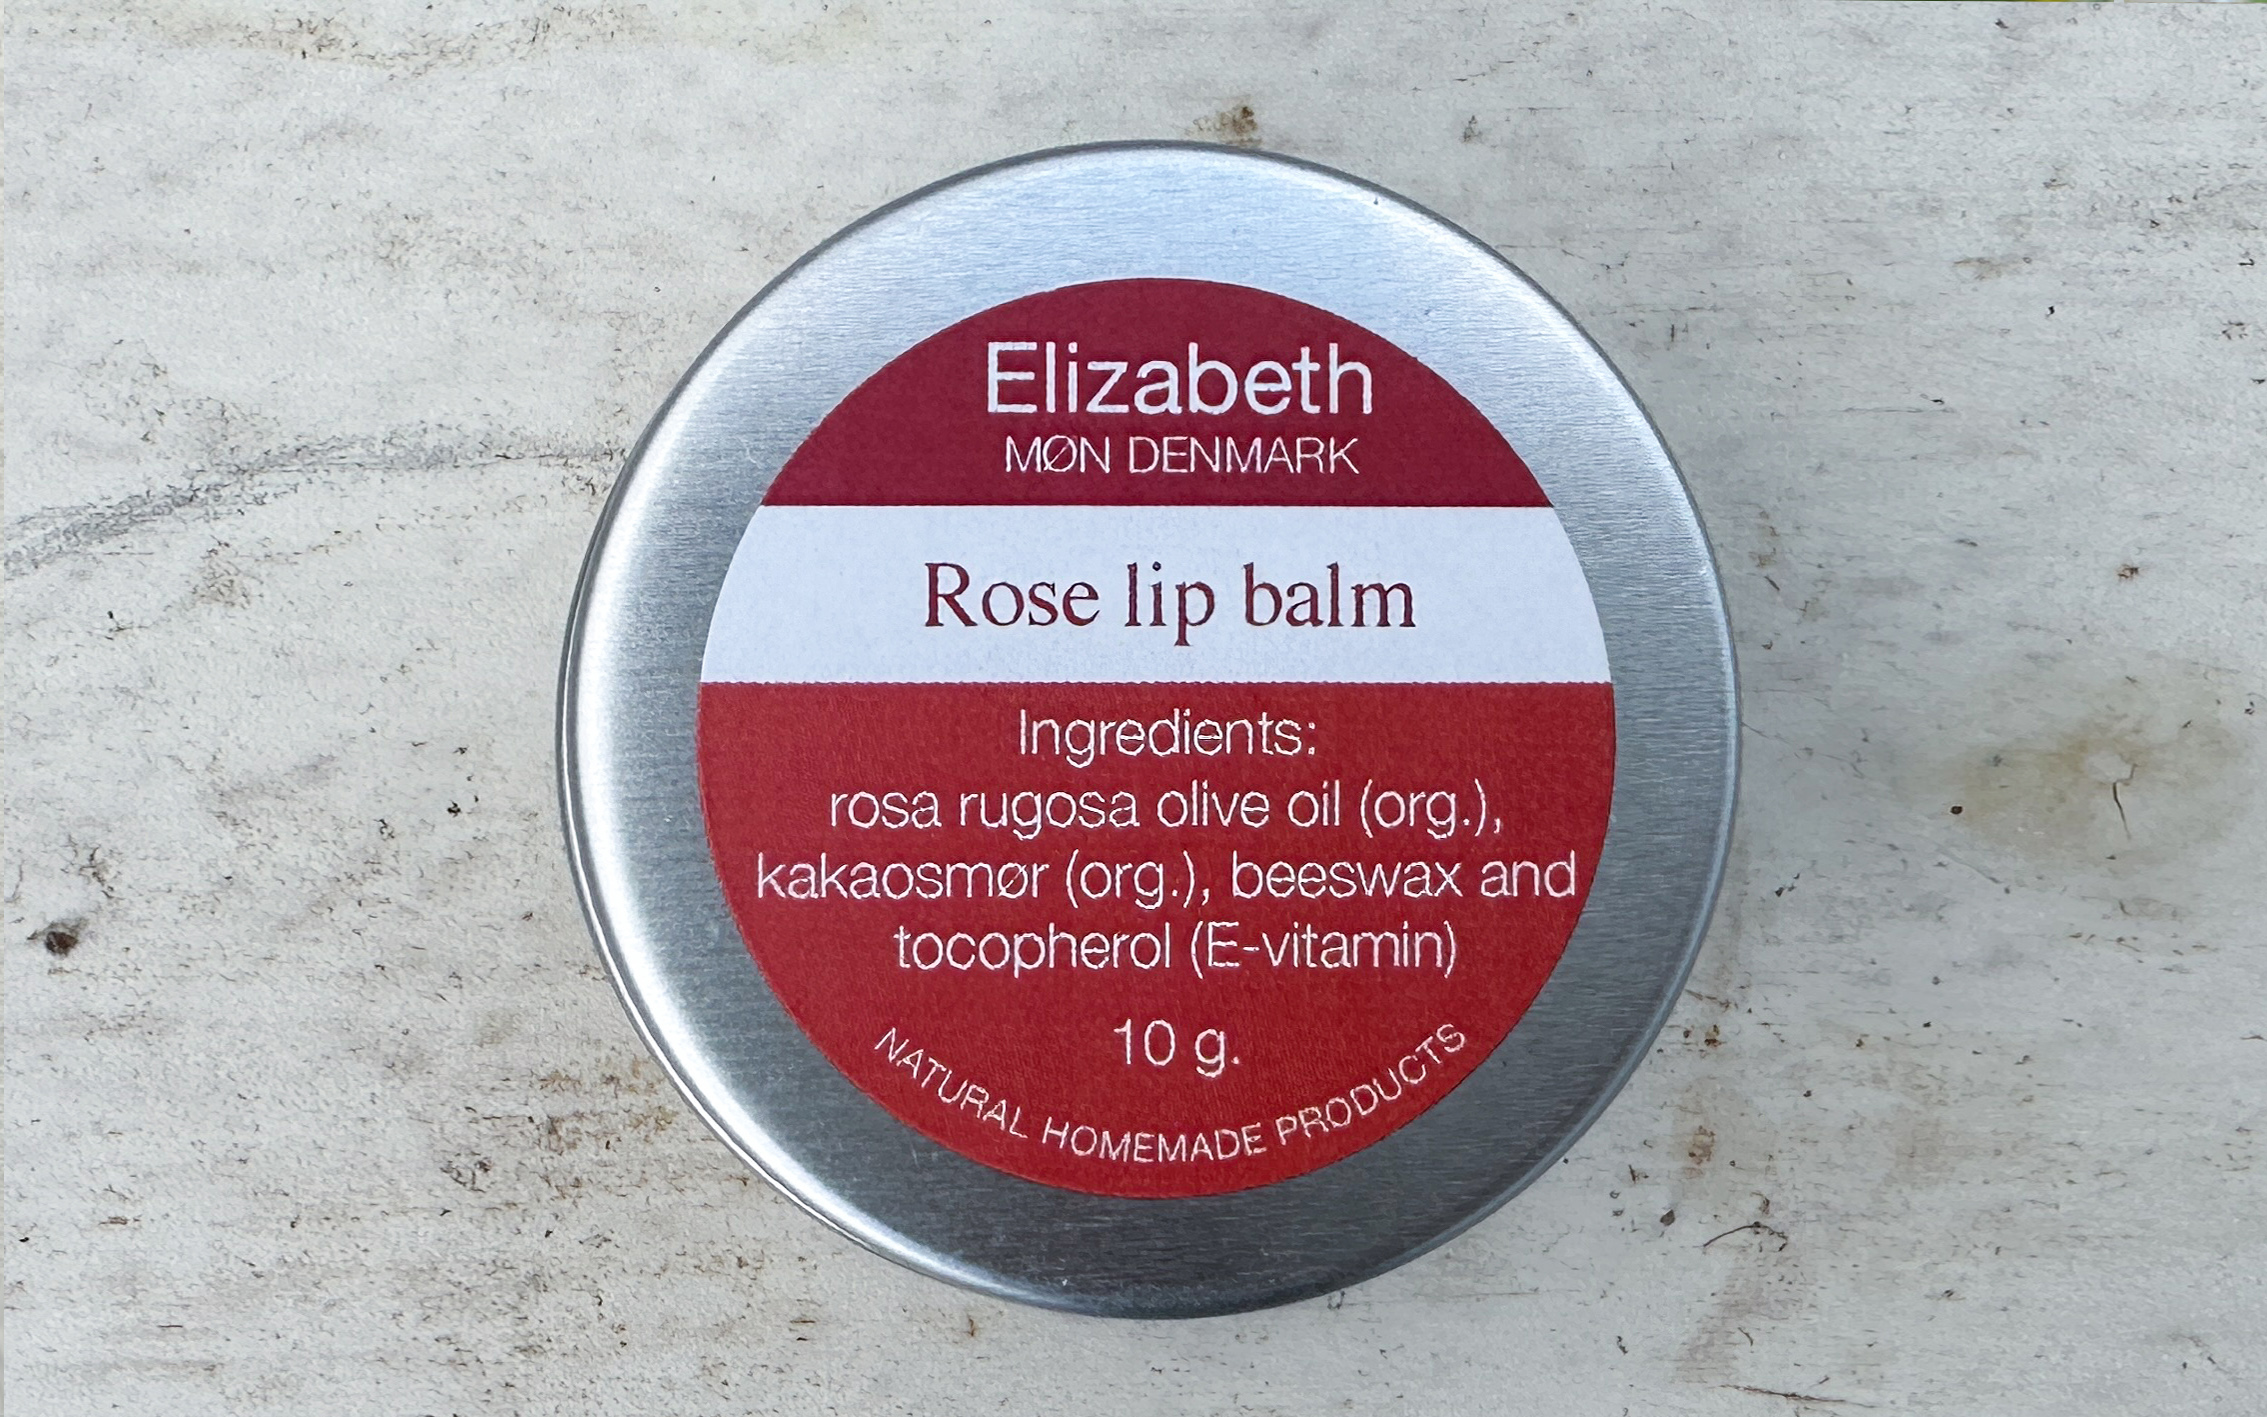 Elizabeth
MØN DENMARK
Rose lip balm
Ingredients:
rosa rugosa olive oil (org.),
kakaosmør (org.), beeswax and
tocopherol (E-vitamin)
10 g.
NATURAL HOMEMADE PRODUCTS